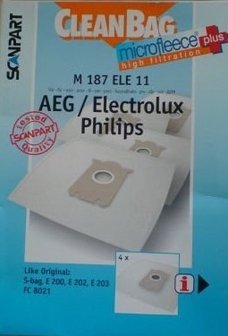 SCANPART
CLEANBAG
microfleece plus
high filtration
M 187 ELE 11
AEG / Electrolux
Philips
tested
SCANPART
Quality
4 x
Like Original:
S-bag, E 200, E 202, E 203
FC 8021
i